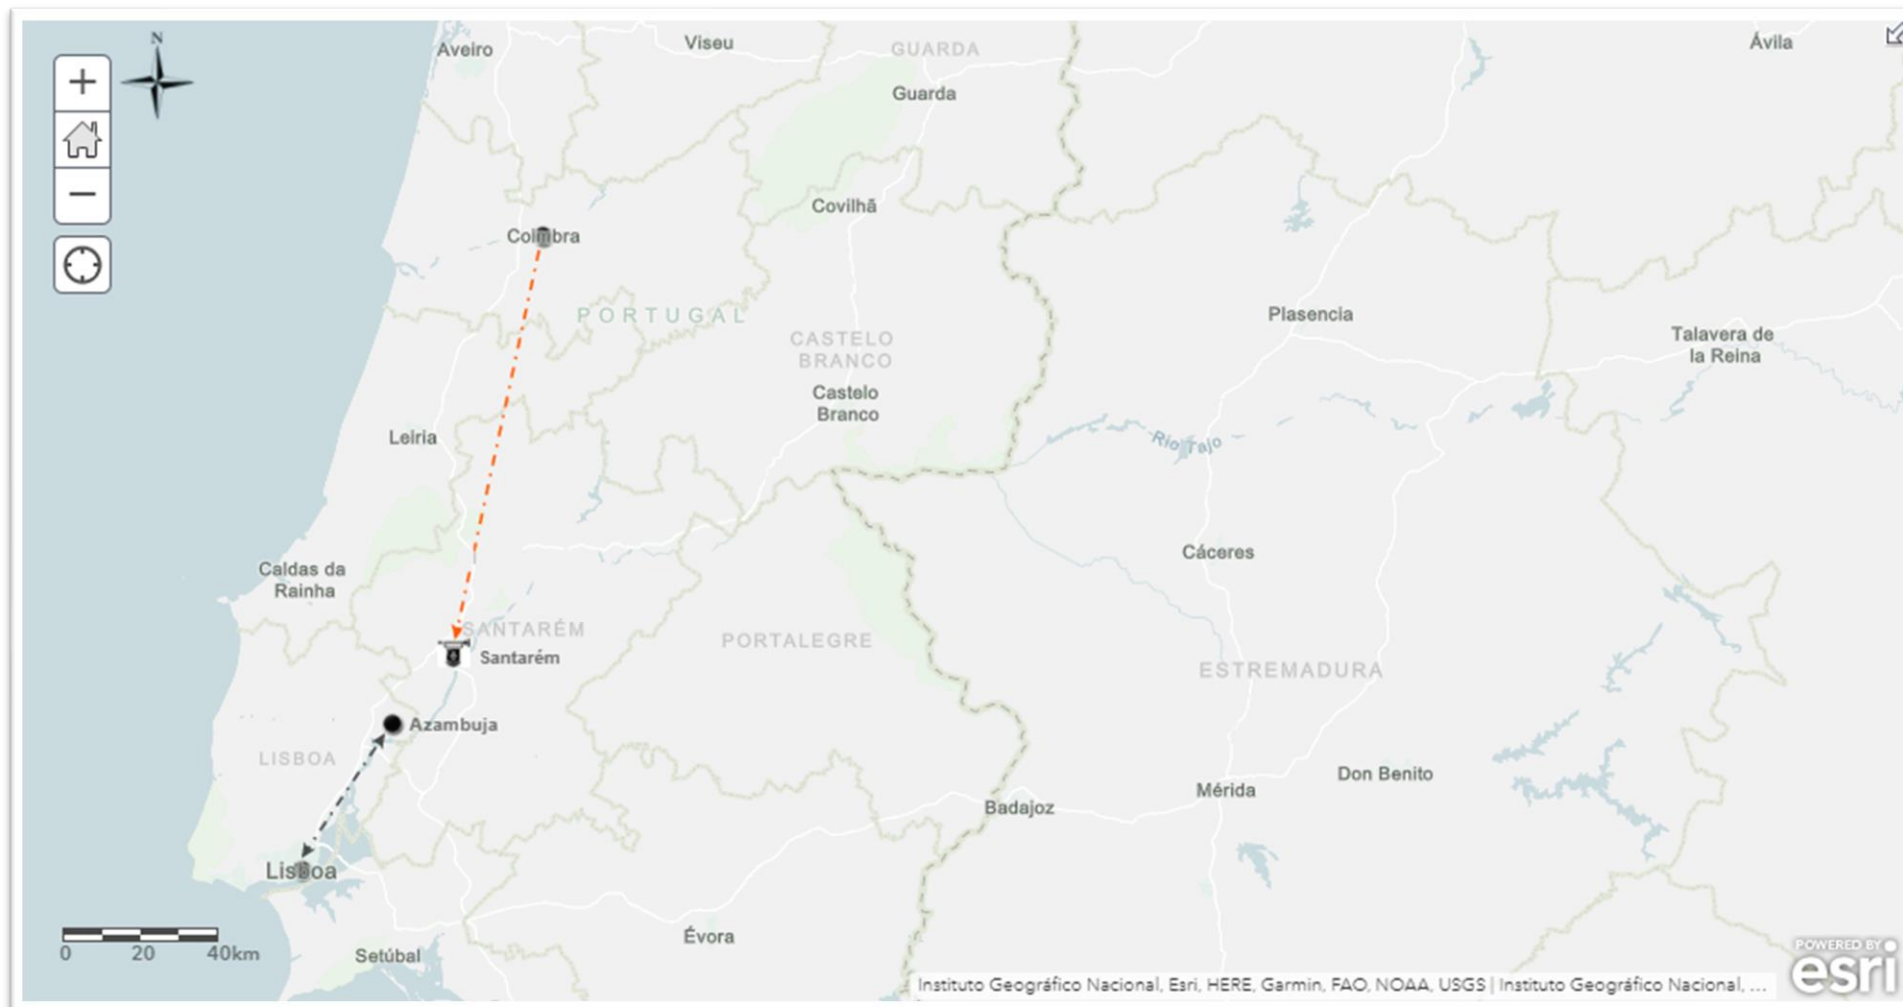 N
Aveiro
Viseu
GUARDA
Ávila
Guarda
Covilhã
Coimbra
PORTUGAL
Plasencia
CASTELO
BRANCO
Talavera de
la Reina
Castelo
Branco
Leiria
Rio Tajo
Cáceres
Caldas da
Rainha
SANTARÉM
Santarém
PORTALEGRE
ESTREMADURA
Azambuja
LISBOA
Don Benito
Mérida
Badajoz
Lisboa
Évora
Setúbal
0 20 40km
POWERED BY
esri
Instituto Geográfico Nacional, Esri, HERE, Garmin, FAO, NOAA, USGS | Instituto Geográfico Nacional, ...